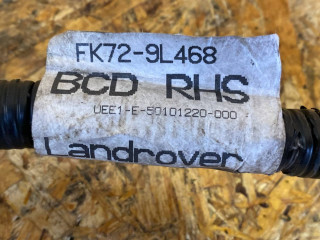 FK72-9L468
BCD RHS
UEE1-E-50101220-000
Landrover